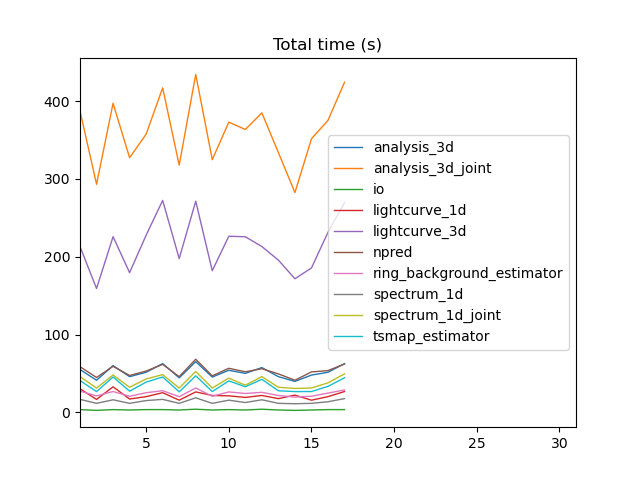 Total time (s)
400
300
200
100
0
5
10
15
20
25
30
analysis_3d
analysis_3d_joint
io
lightcurve_1d
lightcurve_3d
npred
ring_background_estimator
spectrum_1d
spectrum_1d_joint
tsmap_estimator